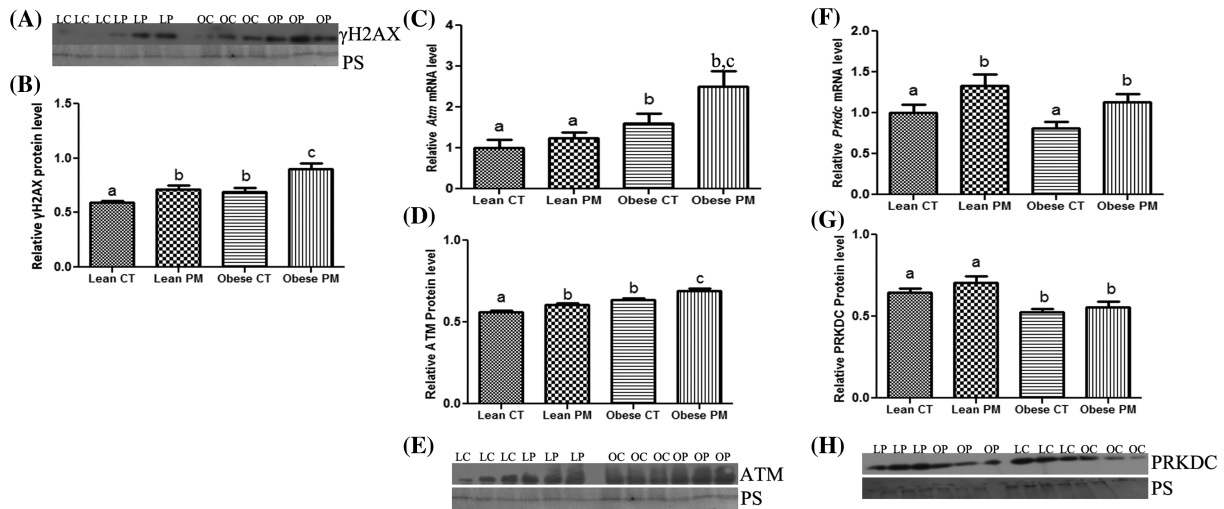 (A)
LC LC LC LP LP LP OC OC OC OP OP OP
γH2AX
PS
(B)
Relative γH2AX protein level
1.5
1.0
0.5
0.0
a
b
b
c
Lean CT Lean PM Obese CT Obese PM
(C)
Relative Atm mRNA level
4
3
2
1
0
a
a
b
b,c
Lean CT Lean PM Obese CT Obese PM
(D)
Relative ATM Protein level
1.0
0.5
0.0
a
b
b
c
Lean CT Lean PM Obese CT Obese PM
(E)
LC LC LC LP LP LP OC OC OC OP OP OP
ATM
PS
(F)
Relative Prkdc mRNA level
2.0
1.5
1.0
0.5
0.0
a
b
a
b
Lean CT Lean PM Obese CT Obese PM
(G)
Relative PRKDC Protein level
1.0
0.5
0.0
a
a
b
b
Lean CT Lean PM Obese CT Obese PM
(H)
LP LP LP OP OP OP LC LC LC OC OC OC
PRKDC
PS